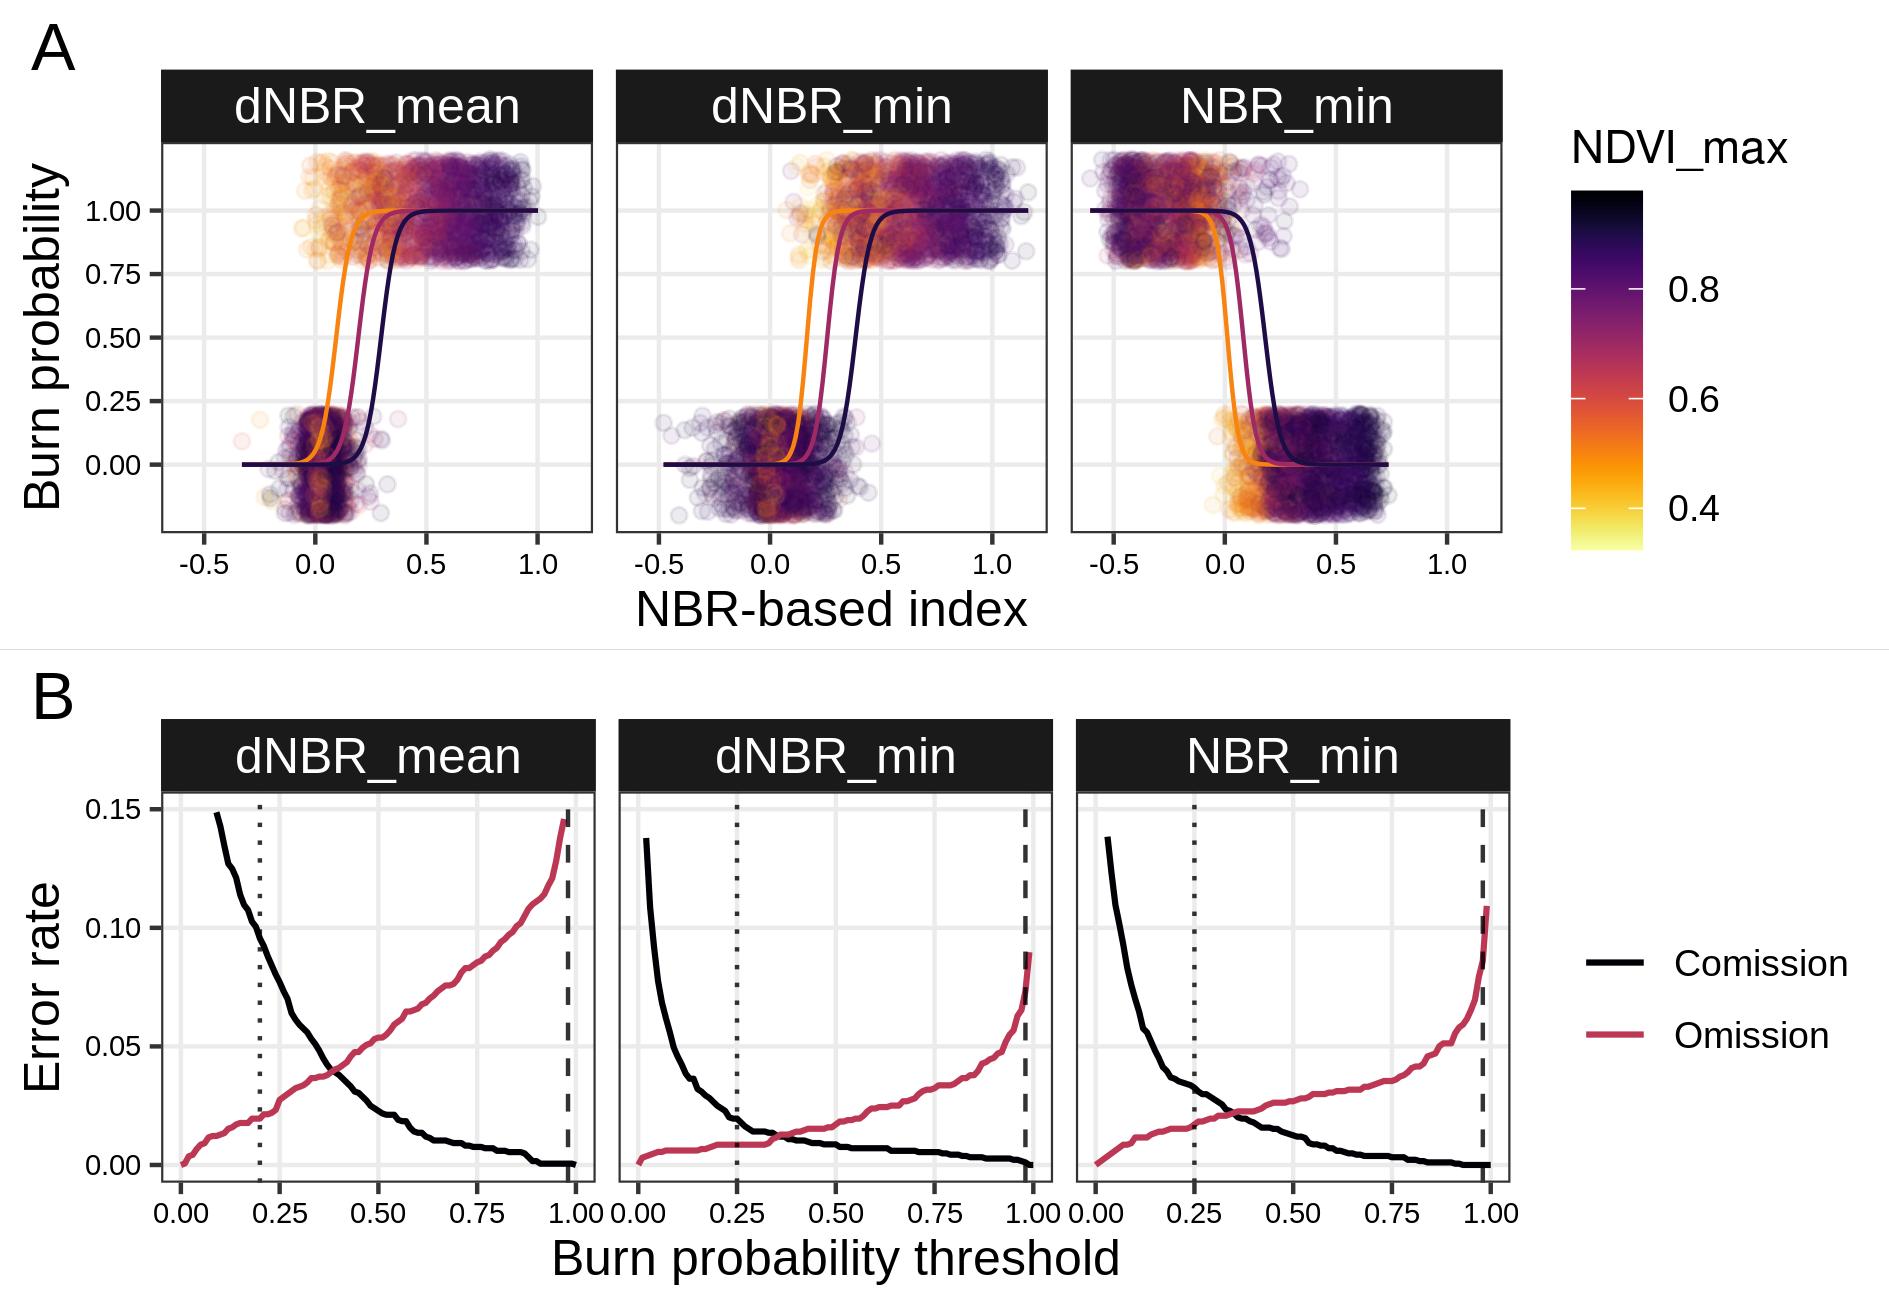 A
dNBR_mean dNBR_min NBR_min
Burn probability
1.00
0.75
0.50
0.25
0.00
-0.5 0.0 0.5 1.0 -0.5 0.0 0.5 1.0 -0.5 0.0 0.5 1.0
NBR-based index
NDVI_max
0.8
0.6
0.4
B
dNBR_mean dNBR_min NBR_min
Error rate
0.15
0.10
0.05
0.00
0.00 0.25 0.50 0.75 1.00 0.00 0.25 0.50 0.75 1.00 0.00 0.25 0.50 0.75 1.00
Burn probability threshold
Comission
Omission